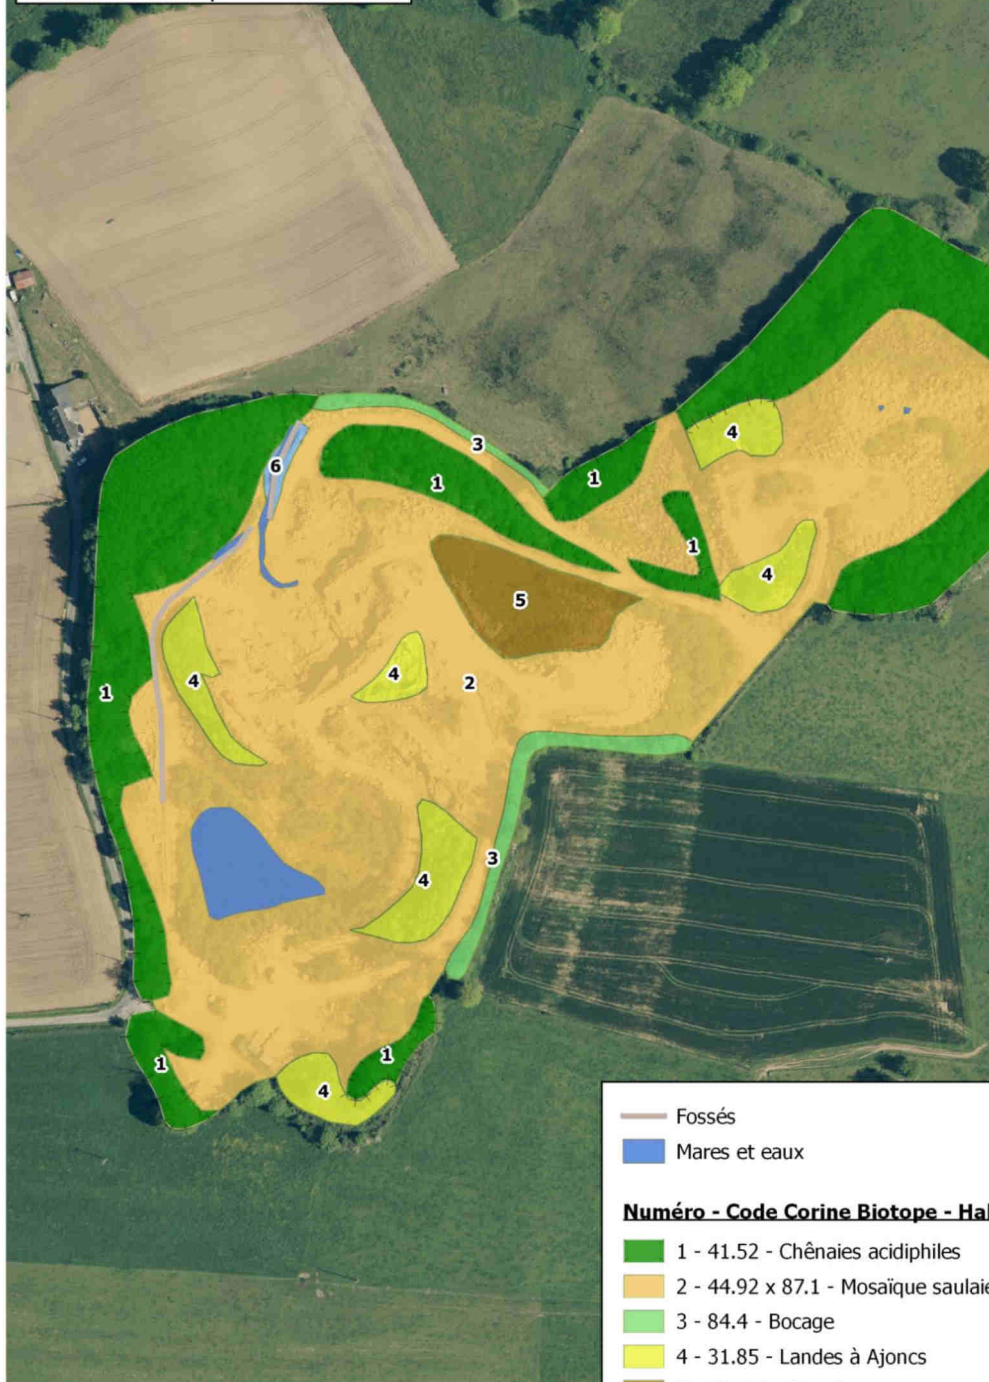 6
3
1
1
4
1
4
5
4
4
2
1
4
3
1
1
4
Fossés
Mares et eaux
Numéro - Code Corine Biotope - Hal
1 - 41.52 - Chênaies acidiphiles
2 - 44.92 x 87.1 - Mosaïque saulaie
3 - 84.4 - Bocage
4 - 31.85 - Landes à Ajoncs